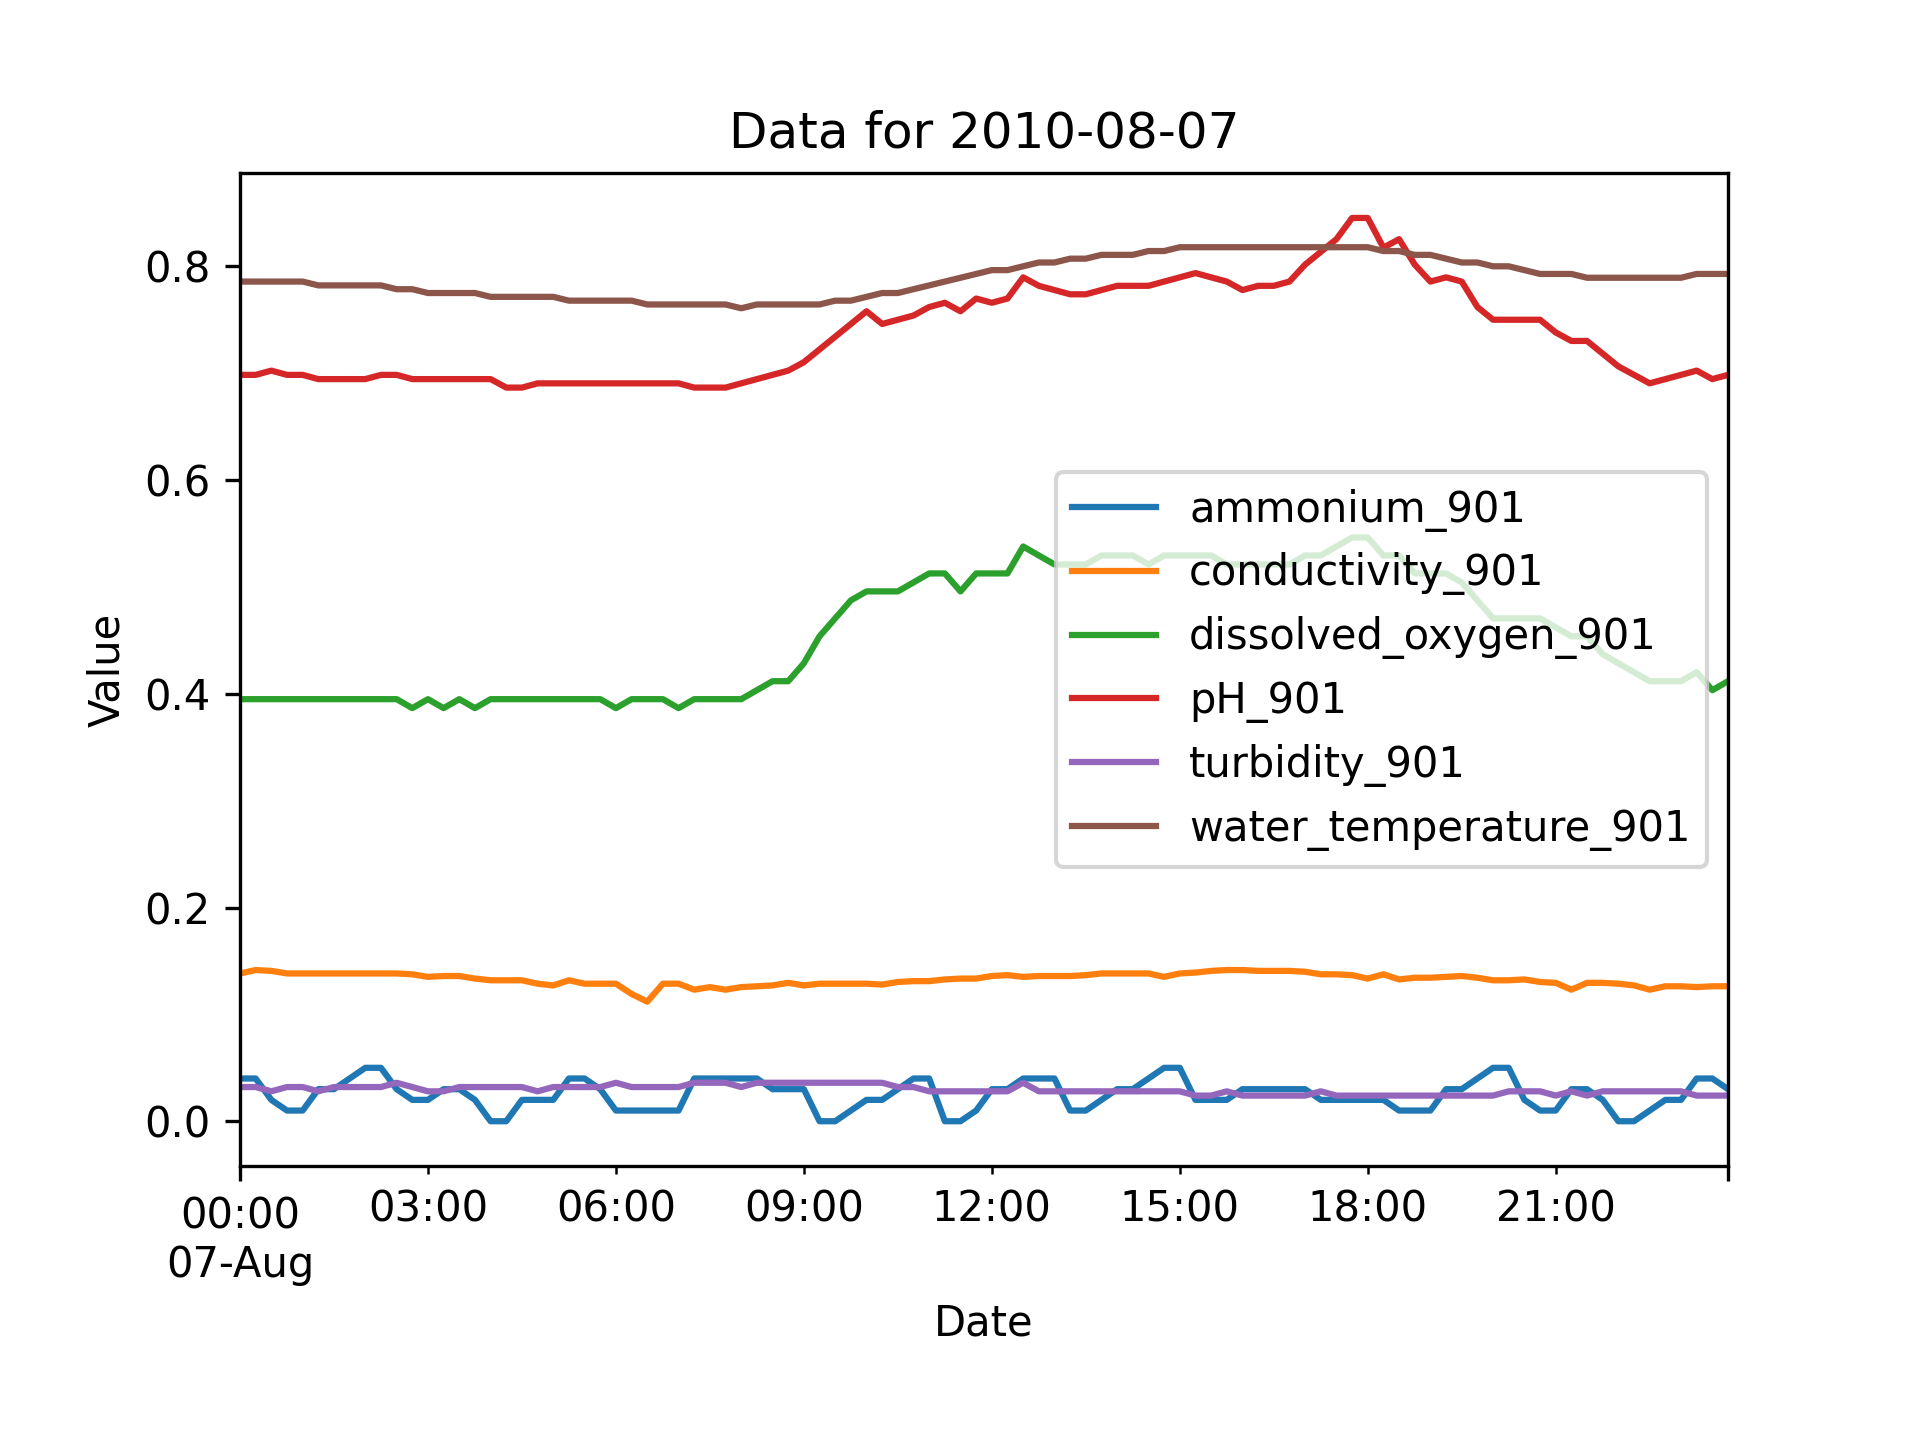 Data for 2010-08-07
Value
0.8
0.6
0.4
0.2
0.0
ammonium_901
conductivity_901
dissolved_oxygen_901
pH_901
turbidity_901
water_temperature_901
00:00 03:00 06:00 09:00 12:00 15:00 18:00 21:00
07-Aug
Date